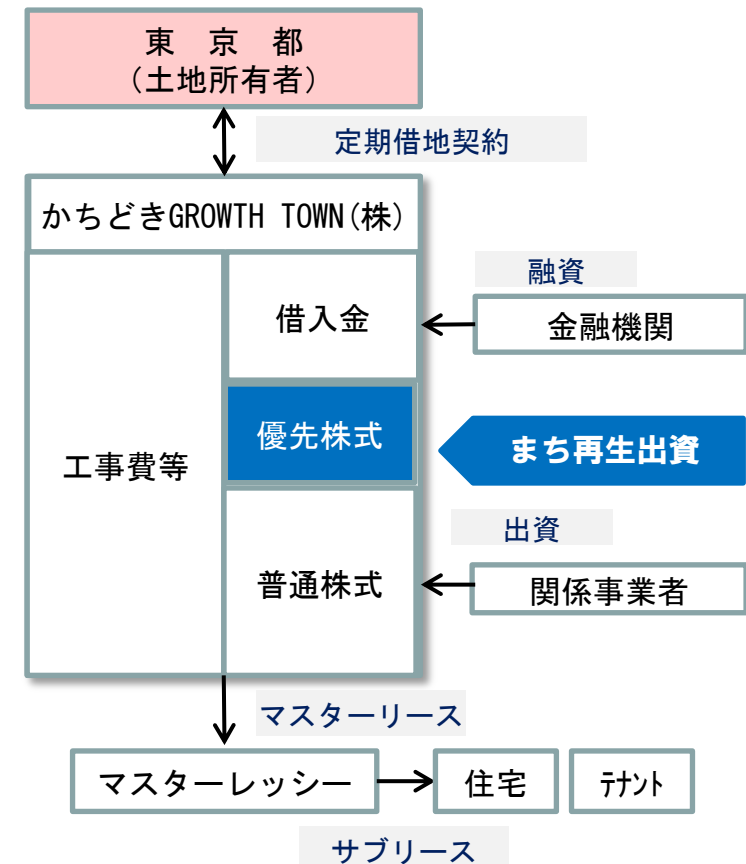 東　京　都
(土地所有者)
定期借地契約
かちどきGROWTH TOWN(株)
融資
借入金
金融機関
優先株式
まち再生出資
工事費等
出資
普通株式
関係事業者
マスターリース
マスターレッシー
住宅
ﾃﾅﾝﾄ
サブリース